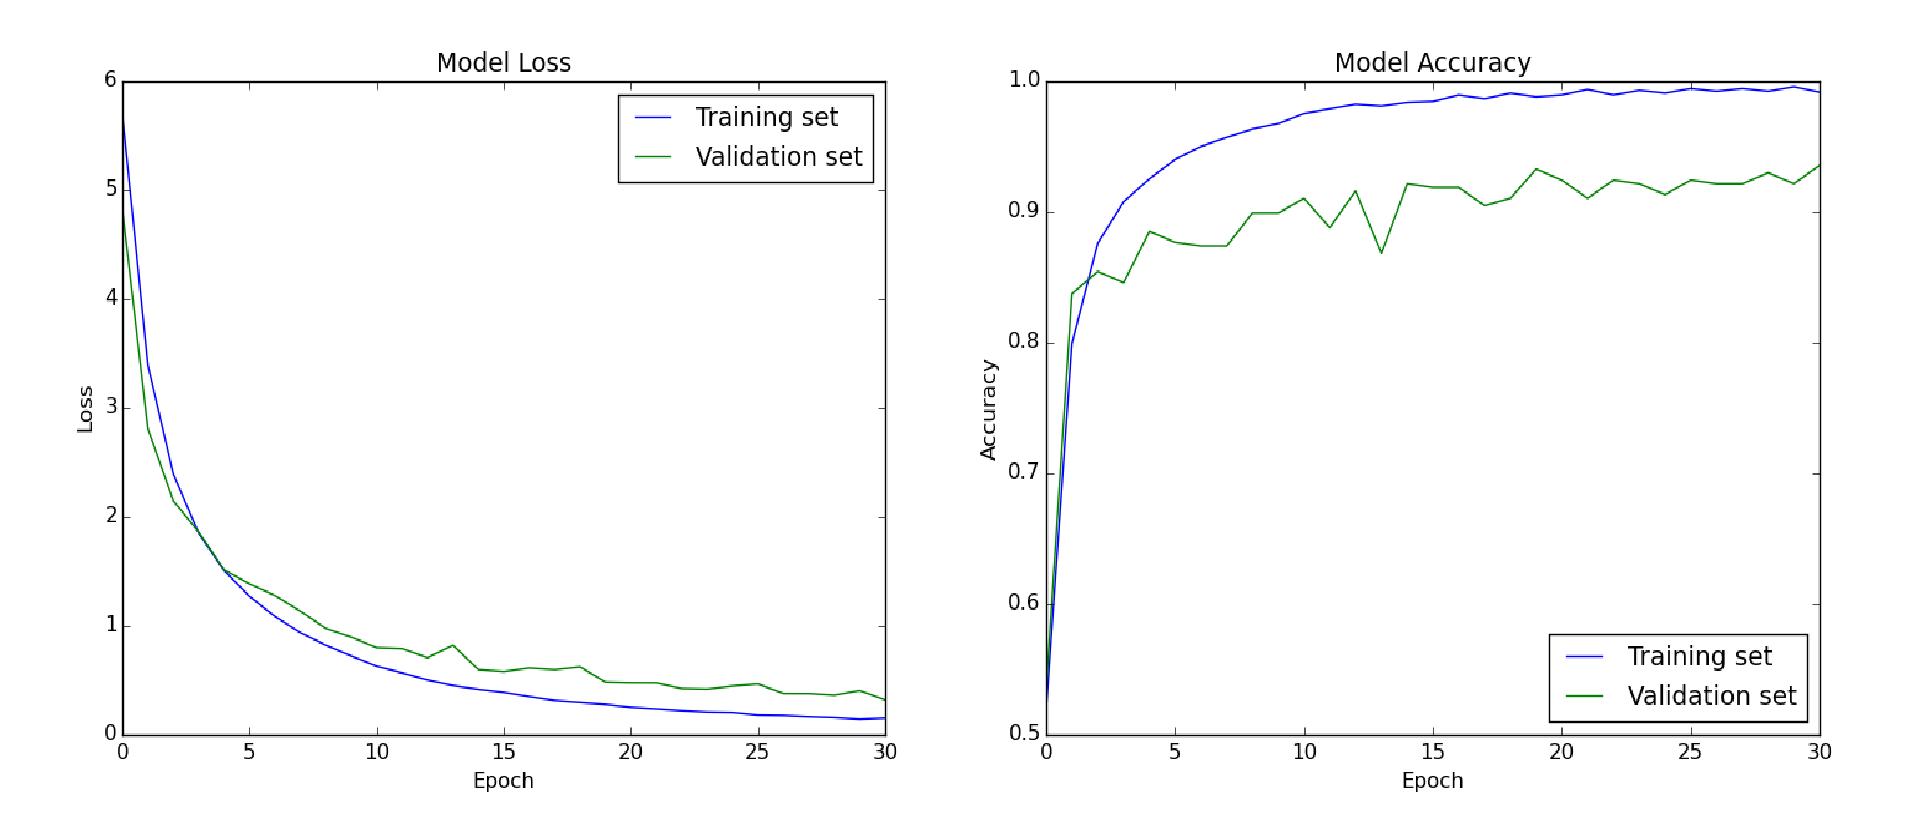 Model Loss
6
5
4
3
2
1
0
Loss
Training set
Validation set
0 5 10 15 20 25 30
Epoch
Model Accuracy
1.0
0.9
0.8
0.7
0.6
0.5
Accuracy
Training set
Validation set
0 5 10 15 20 25 30
Epoch